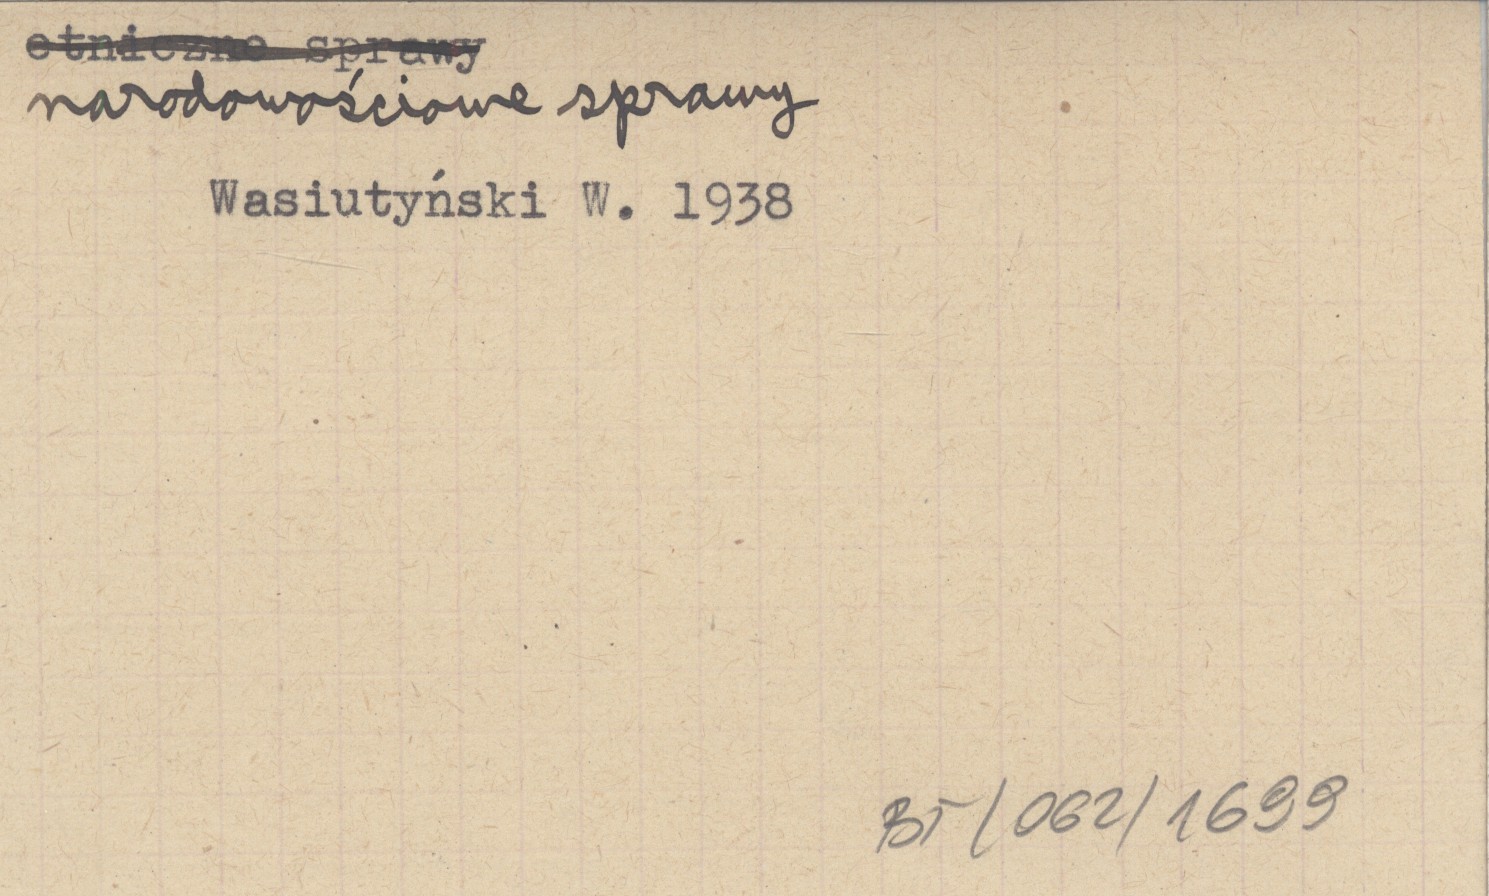 etniczne sprawy
narodowościowe sprawy
Wasiutyński W. 1938
BT/062/1699